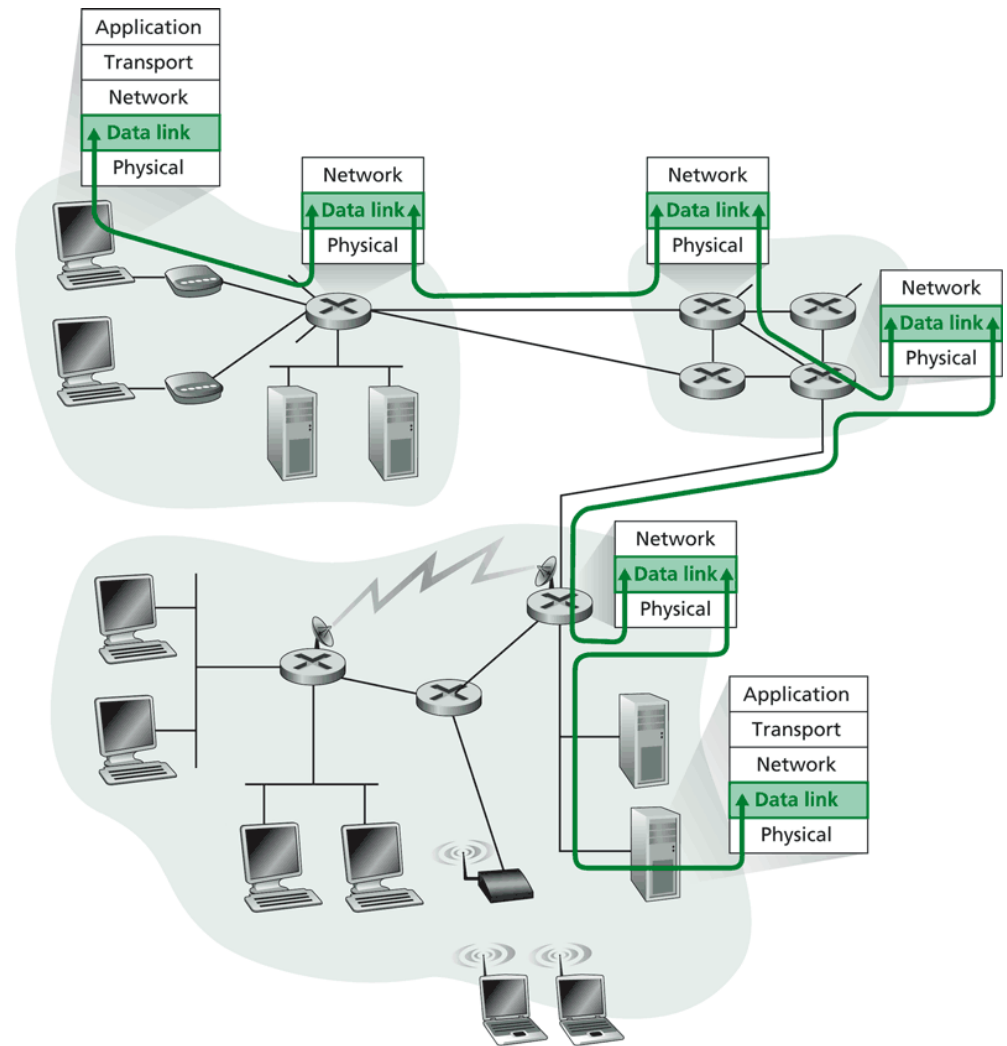 Application
Transport
Network
Data link
Physical
Network
Data link
Physical
Network
Data link
Physical
Network
Data link
Physical
Network
Data link
Physical
Application
Transport
Network
Data link
Physical